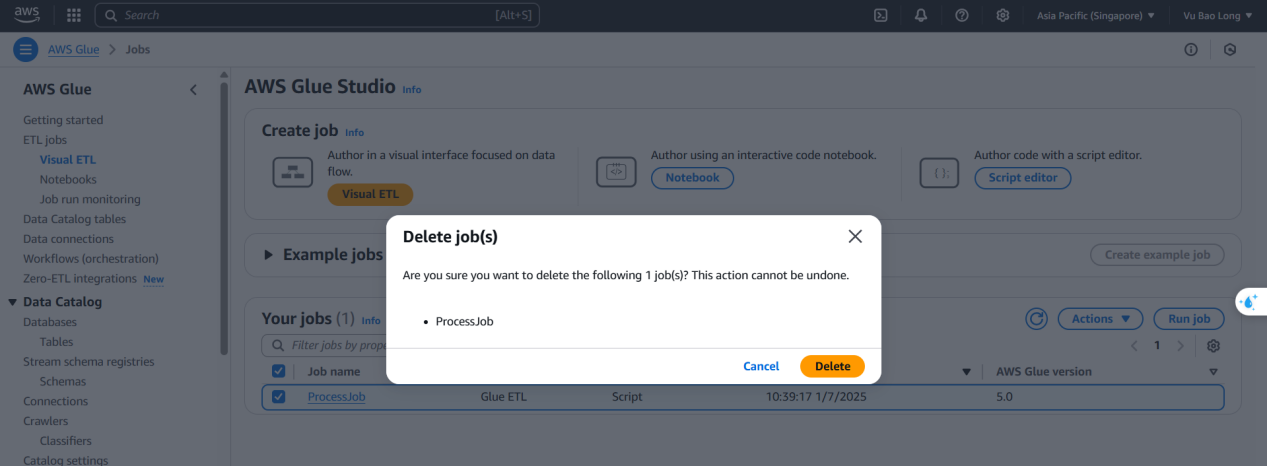 aws
Search
[Alt+S]
Asia Pacific (Singapore)
Vu Bao Long
AWS Glue > Jobs
AWS Glue
Getting started
ETL jobs
Visual ETL
Notebooks
Job run monitoring
Data Catalog tables
Data connections
Workflows (orchestration)
Zero-ETL integrations New
Data Catalog
Databases
Tables
Stream schema registries
Schemas
Connections
Crawlers
Classifiers
Catalog settings
AWS Glue Studio Info
Create job Info
Author in a visual interface focused on data
flow.
Visual ETL
Author using an interactive code notebook.
Notebook
Author code with a script editor.
Script editor
Example jobs
Create example job
Your jobs (1) Info
Actions
Run job
Filter jobs by prope
1
Job name
AWS Glue version
ProcessJob
Glue ETL
Script
10:39:17 1/7/2025
5.0
Delete job(s)
Are you sure you want to delete the following 1 job(s)? This action cannot be undone.
• ProcessJob
Cancel
Delete